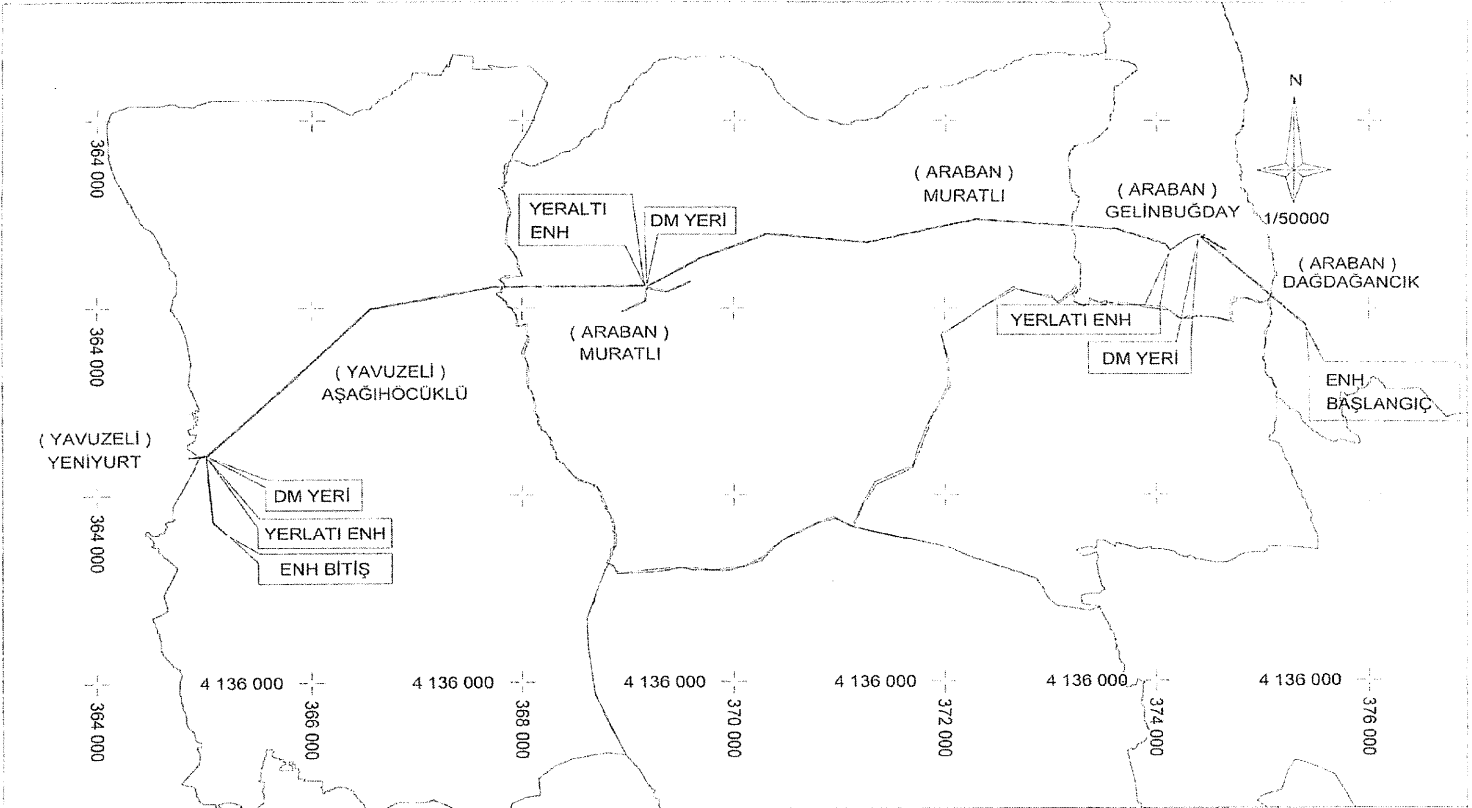 N
1/50000
364 000
( ARABAN )
MURATLI
( ARABAN )
GELİNBUĞDAY
YERALTI
ENH
DM YERİ
( ARABAN )
DAĞDAĞANCIK
364 000
YERLATI ENH
( ARABAN )
MURATLI
DM YERİ
( YAVUZELİ )
AŞAĞIHÖCÜKLÜ
ENH
BAŞLANGIÇ
( YAVUZELİ )
YENİYURT
DM YERİ
364 000
YERLATI ENH
ENH BİTİŞ
4 136 000
4 136 000
4 136 000
4 136 000
4 136 000
4 136 000
364 000
366 000
368 000
370 000
372 000
374 000
376 000